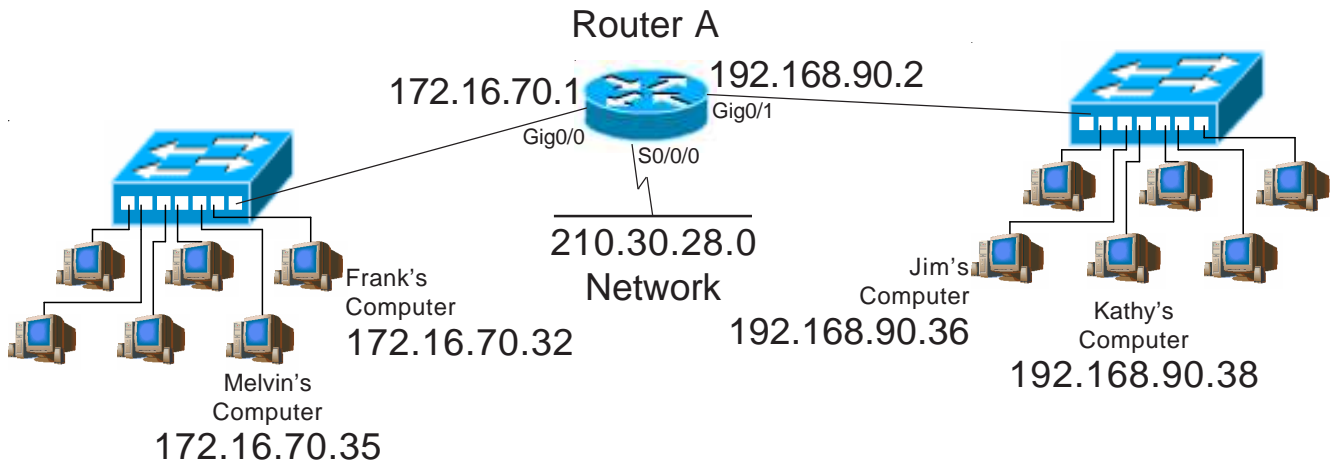 Router A
172.16.70.1
192.168.90.2
Gig0/0
Gig0/1
S0/0/0
210.30.28.0
Network
Frank's
Computer
172.16.70.32
Melvin's
Computer
172.16.70.35
Jim's
Computer
192.168.90.36
Kathy's
Computer
192.168.90.38